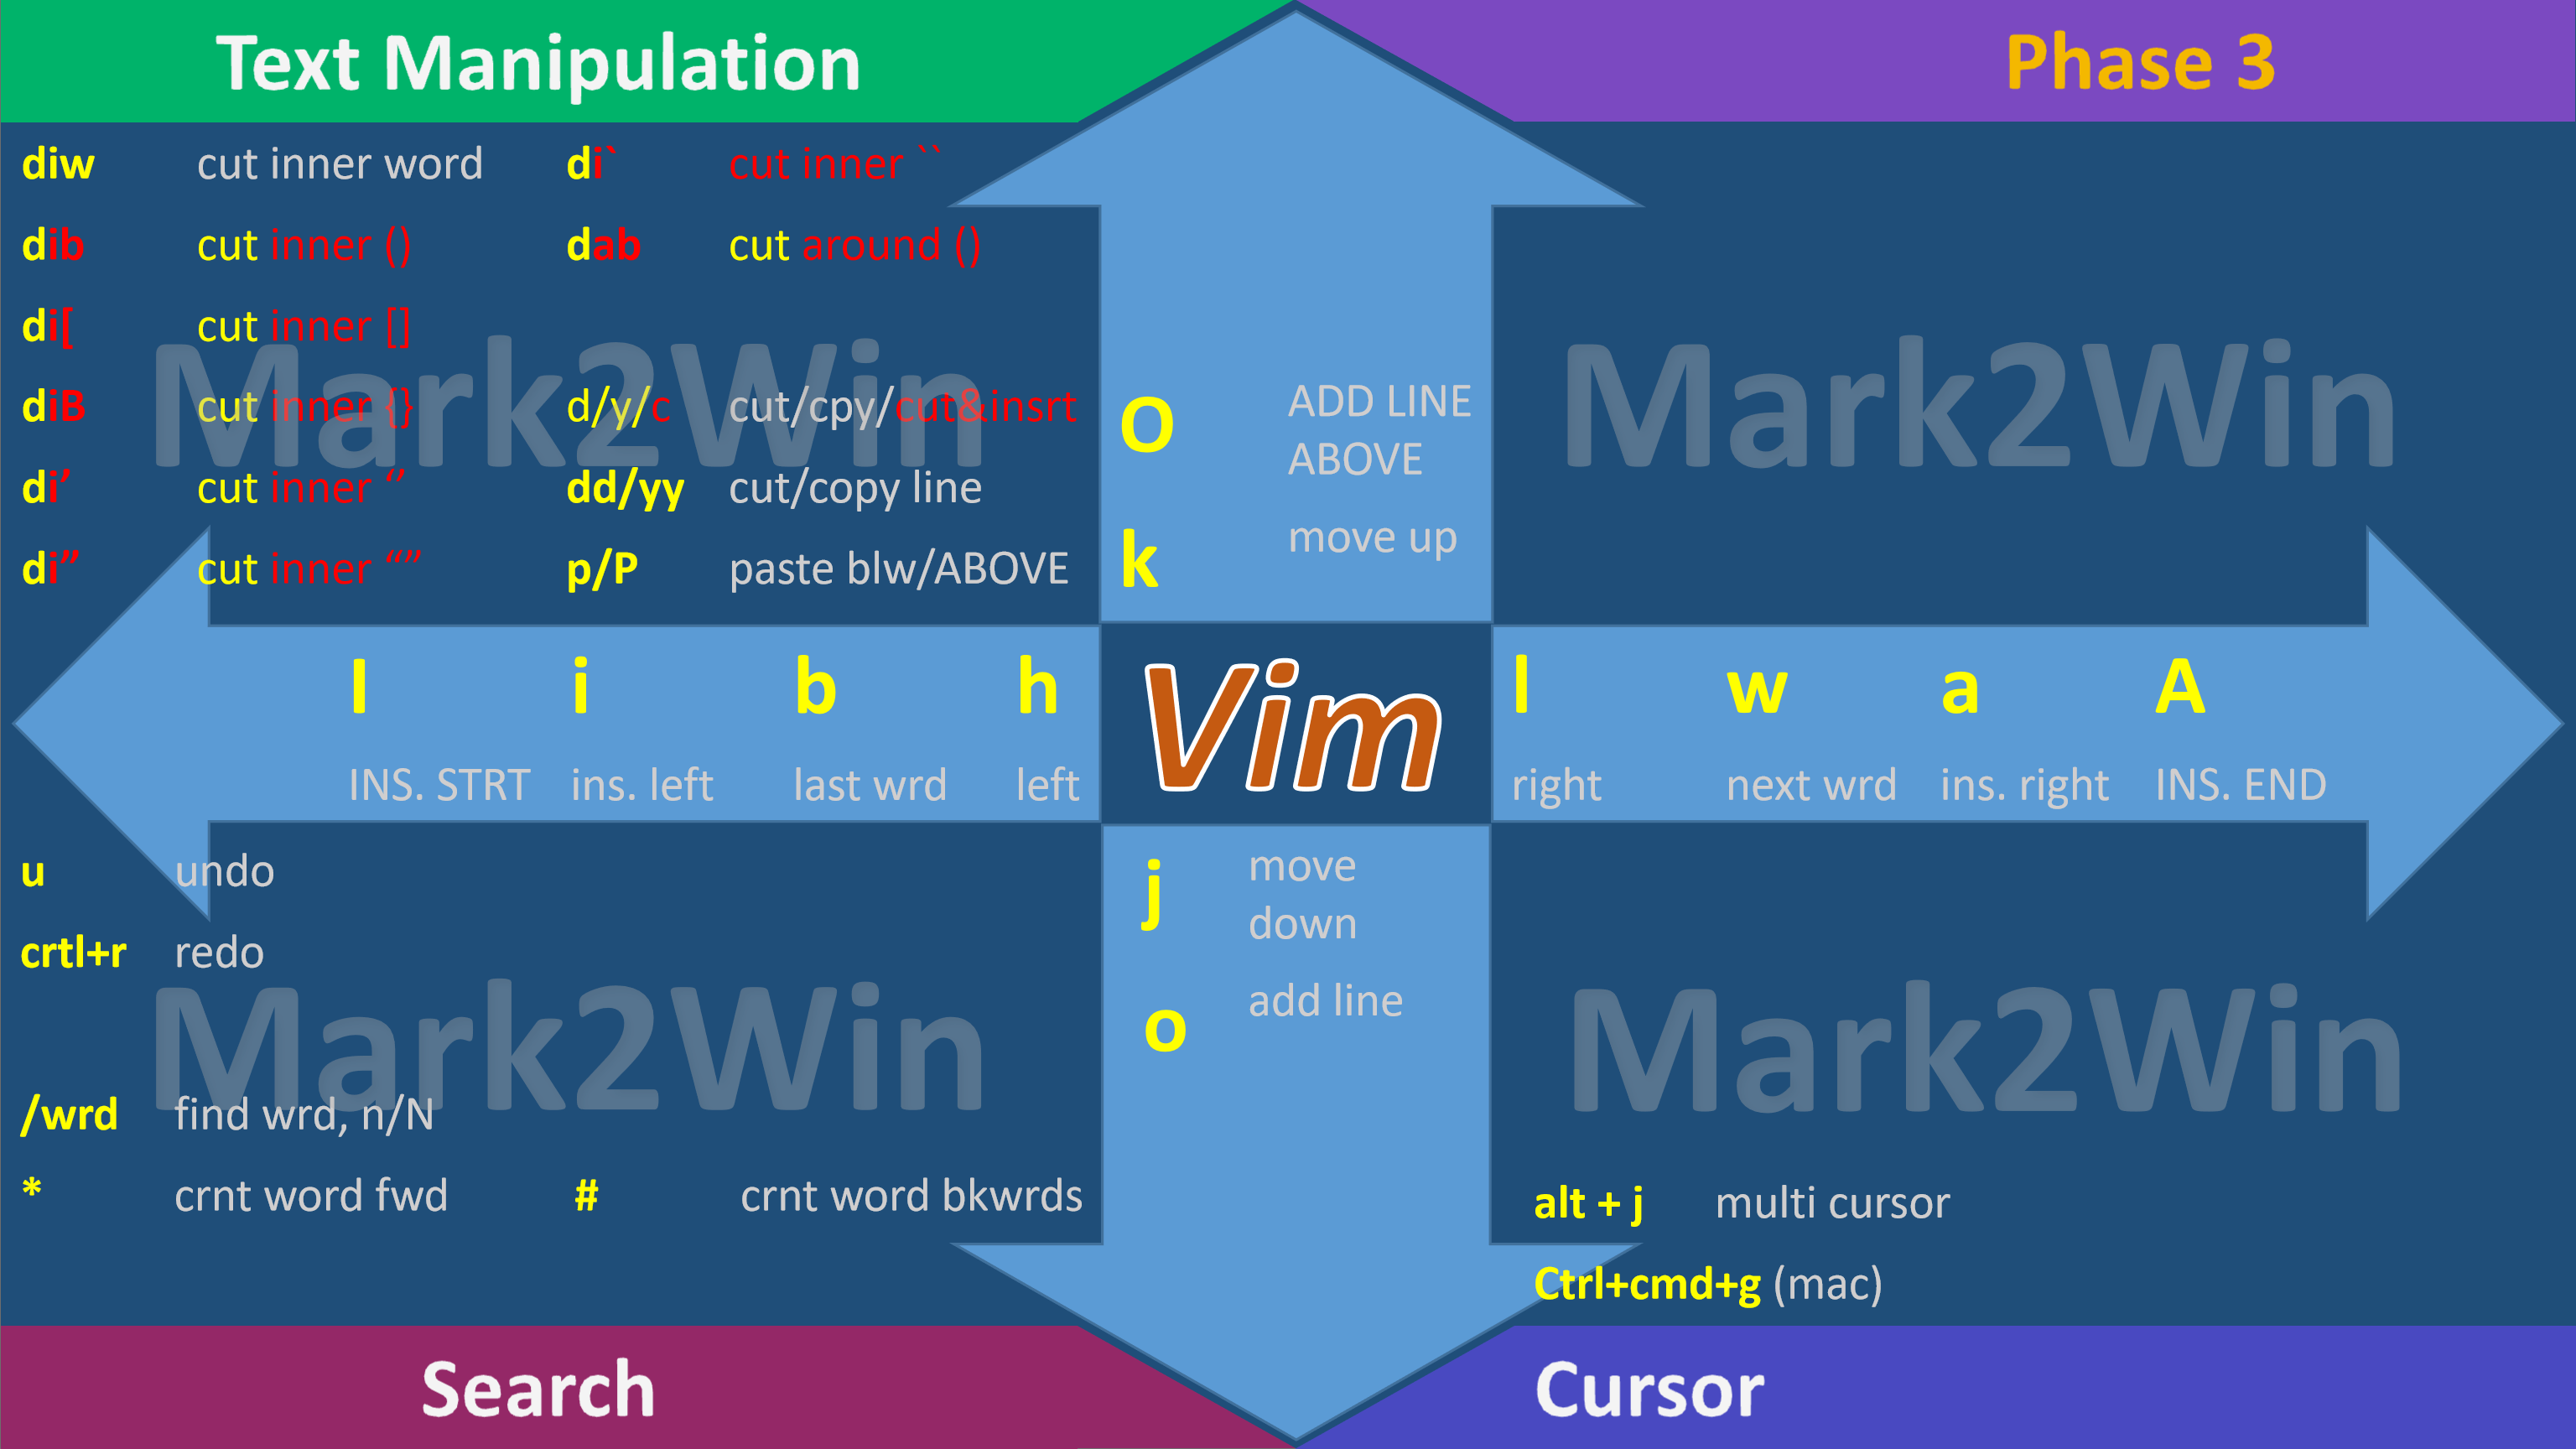 Text Manipulation
Phase 3
diw cut inner word di` cut inner ``
dib cut inner () dab cut around ()
di[ cut inner []
diB cut inner {} d/y/c cut/cpy/cut&insrt
di’ cut inner ‘’ dd/yy cut/copy line
di” cut inner “” p/P paste blw/ABOVE
Mark2Win
Mark2Win
O ADD LINE
ABOVE
k move up
I i b h
INS. STRT ins. left last wrd left
Vim
l w a A
right next wrd ins. right INS. END
j move
down
o add line
u undo
crtl+r redo
/wrd find wrd, n/N
* crnt word fwd # crnt word bkwrds
Mark2Win
Mark2Win
alt + j multi cursor
Ctrl+cmd+g (mac)
Search
Cursor